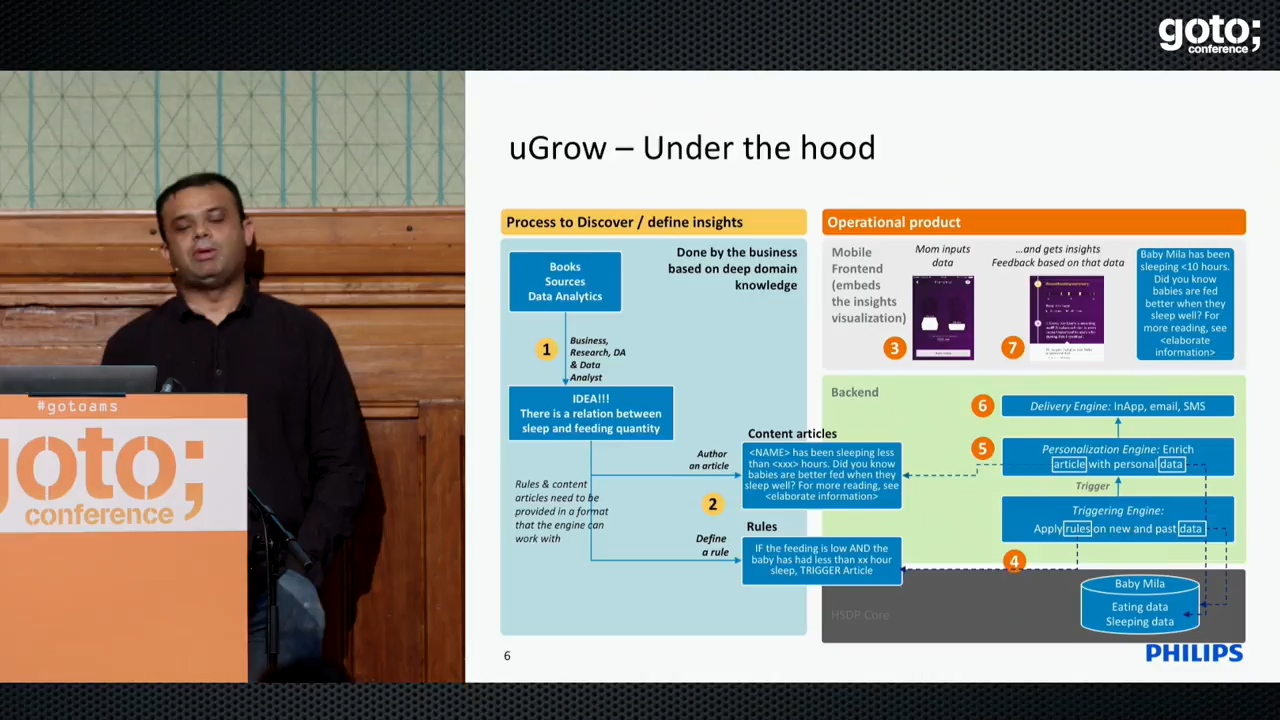 goto;
conference
#gotoams
goto;
conference
uGrow – Under the hood
Process to Discover / define insights
Done by the business
based on deep domain
knowledge
Books
Sources
Data Analytics
1
Business,
Research, DA
& Data
Analyst
IDEA!!!
There is a relation between
sleep and feeding quantity
Author
an article
Rules & content
articles need to be
provided in a format
that the engine can
work with
2
Define
a rule
Content articles
<NAME> has been sleeping less
than <xxx> hours. Did you know
babies are better fed when they
sleep well? For more reading, see
<elaborate information>
Rules
IF the feeding is low AND the
baby has had less than xx hour
sleep, TRIGGER Article
Operational product
Mobile
Frontend
(embeds
the insights
visualization)
Mom inputs
data
3
...and gets insights
Feedback based on that data
7
Baby Mila has been
sleeping <10 hours.
Did you know
babies are fed
better when they
sleep well? For
more reading, see
<elaborate
information>
Backend
6
Delivery Engine: InApp, email, SMS
5
Personalization Engine: Enrich
article with personal data
Trigger
Triggering Engine:
Apply rules on new and past data
4
HSDP Core
Baby Mila
Eating data
Sleeping data
6
PHILIPS